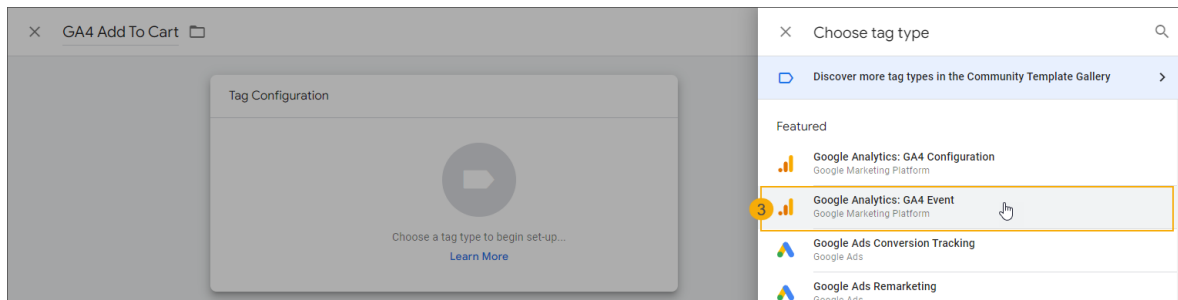 GA4 Add To Cart
Tag Configuration
Choose a tag type to begin set-up...
Learn More
Choose tag type
Discover more tag types in the Community Template Gallery
Featured
Google Analytics: GA4 Configuration
Google Marketing Platform
3
Google Analytics: GA4 Event
Google Marketing Platform
Google Ads Conversion Tracking
Google Ads
Google Ads Remarketing
Google Ads